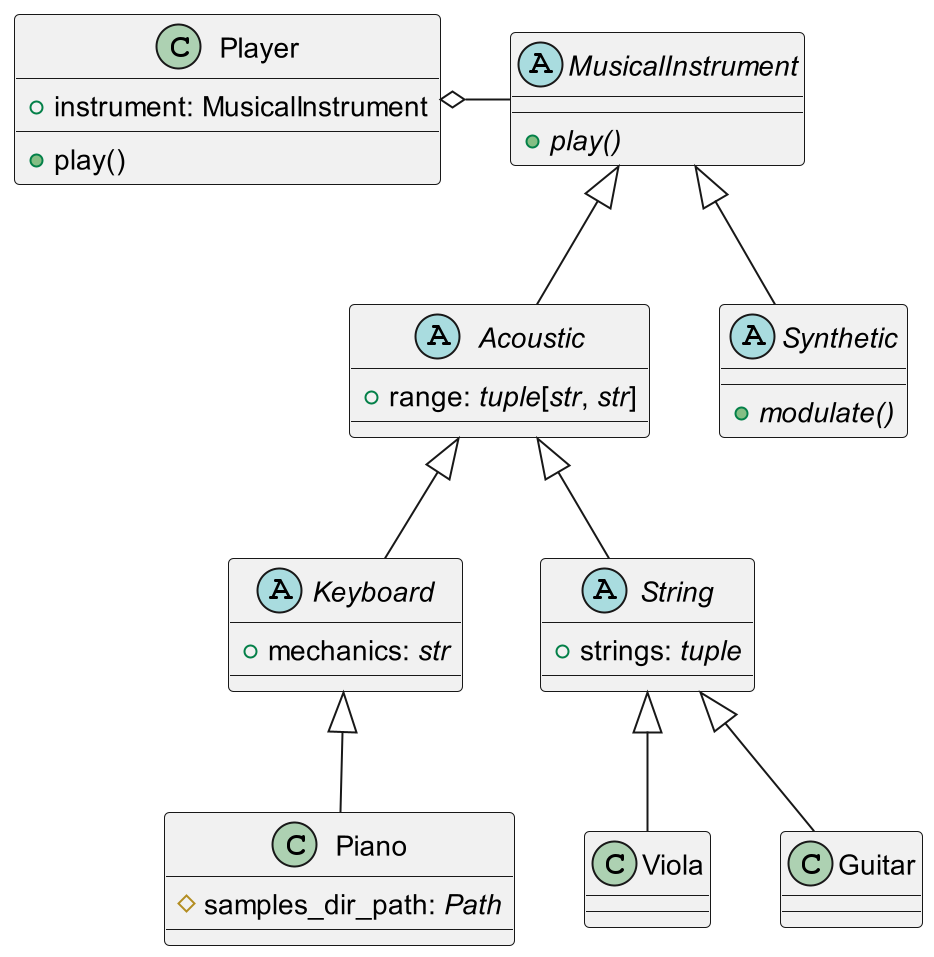 C Player
instrument: MusicalInstrument
play()
A MusicalInstrument
play()
A Acoustic
range: tuple[str, str]
A Synthetic
modulate()
A Keyboard
mechanics: str
A String
strings: tuple
C Piano
samples_dir_path: Path
C Viola
C Guitar